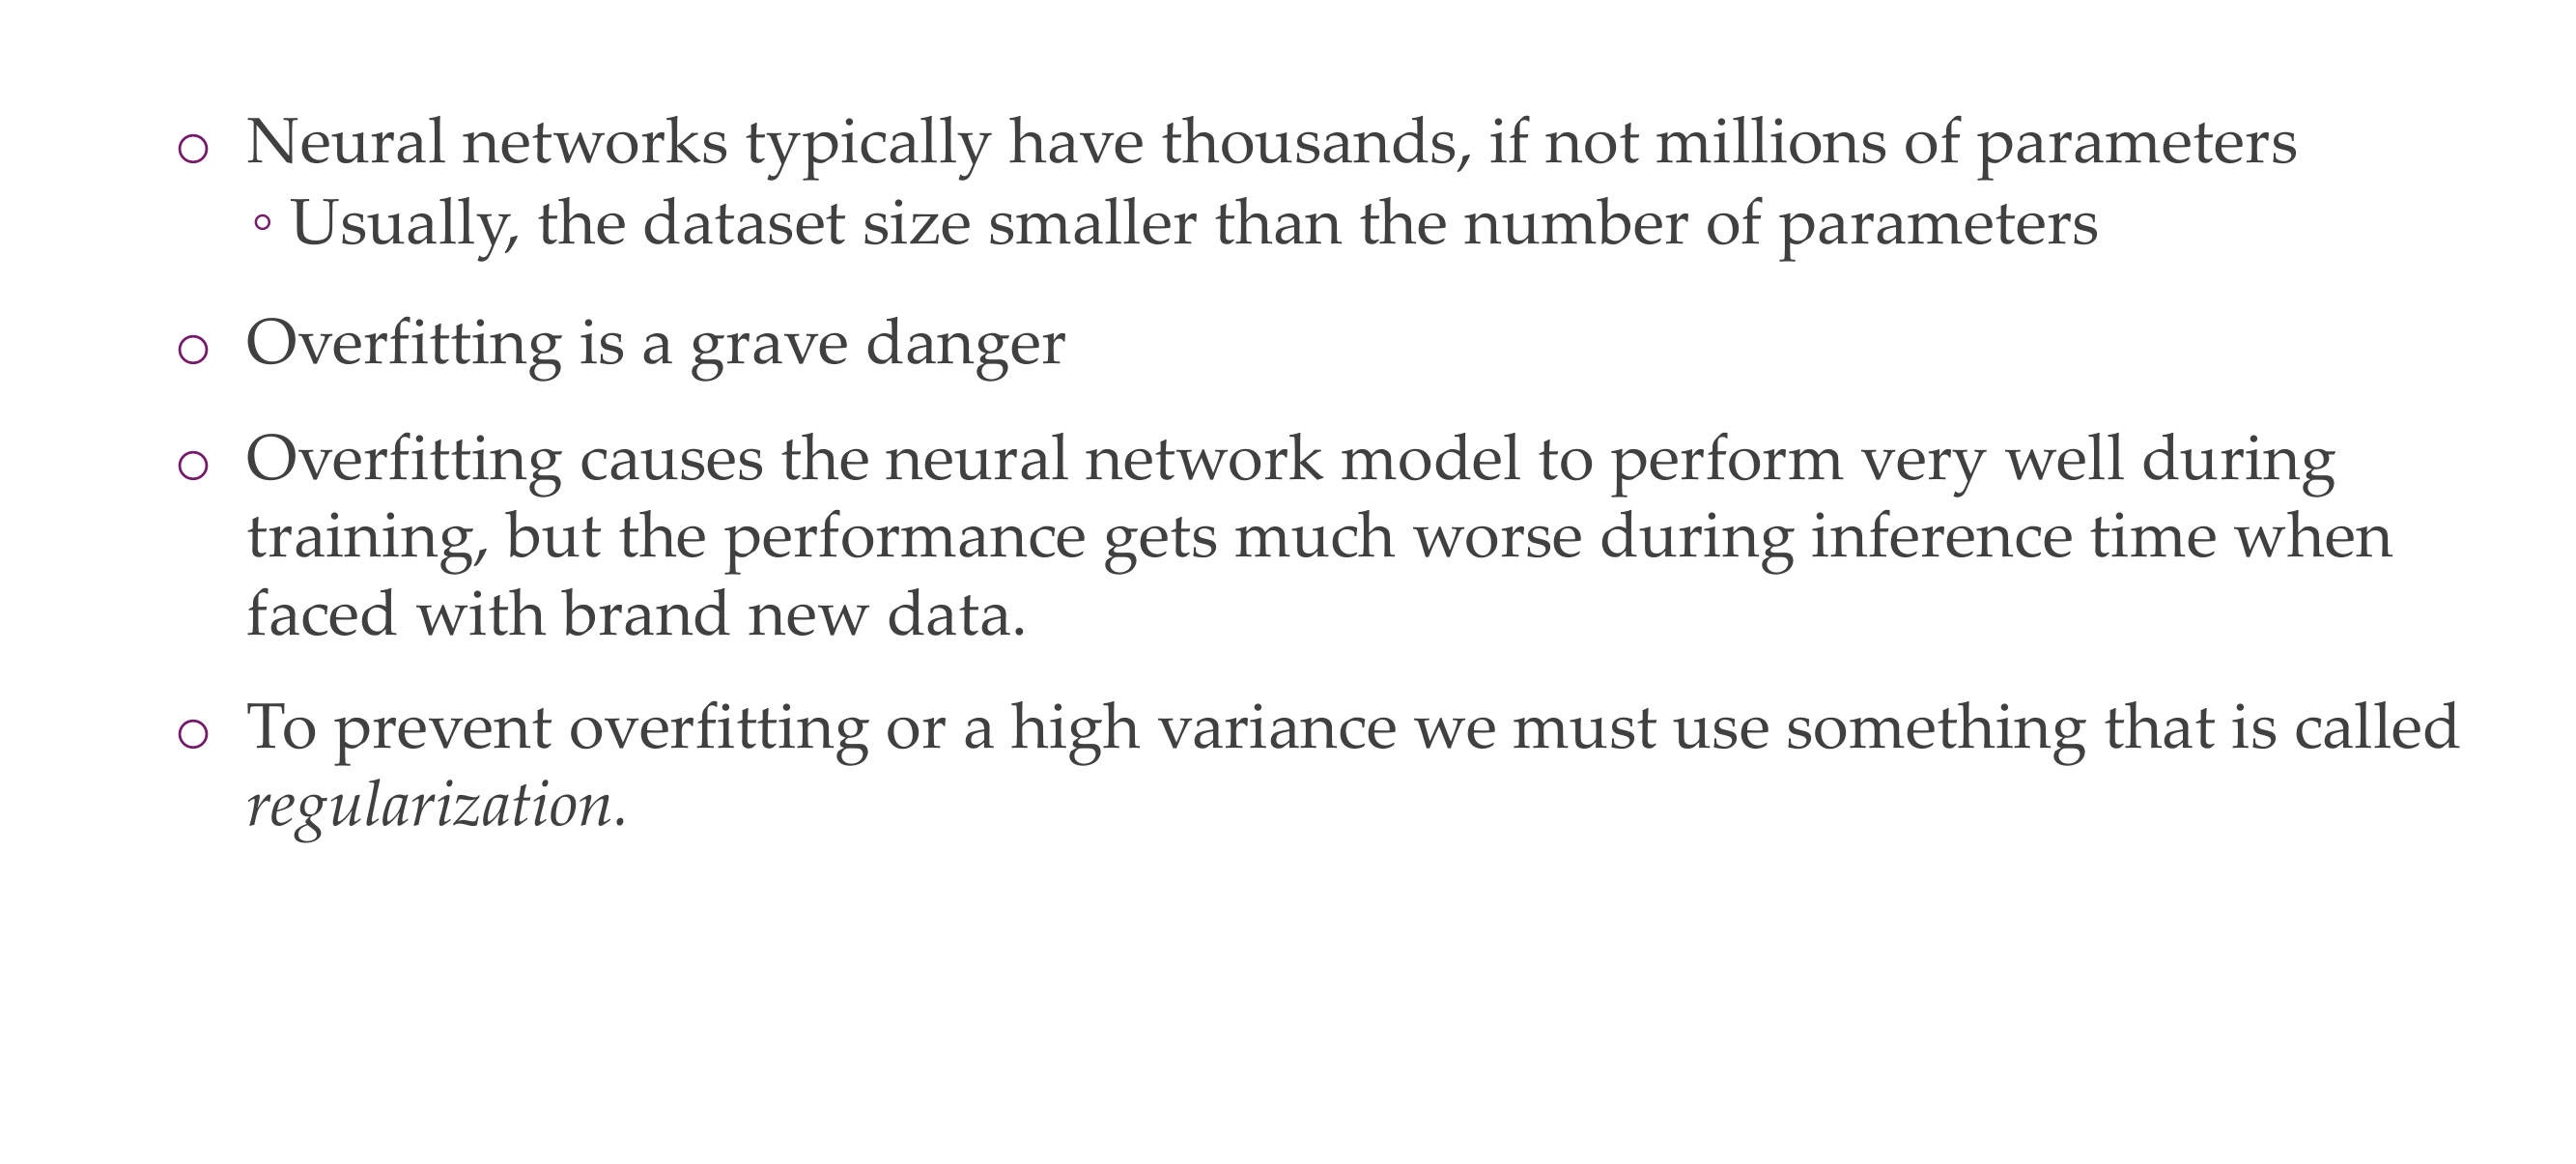 ○ Neural networks typically have thousands, if not millions of parameters
◦ Usually, the dataset size smaller than the number of parameters
○ Overfitting is a grave danger
○ Overfitting causes the neural network model to perform very well during
training, but the performance gets much worse during inference time when
faced with brand new data.
○ To prevent overfitting or a high variance we must use something that is called
regularization.